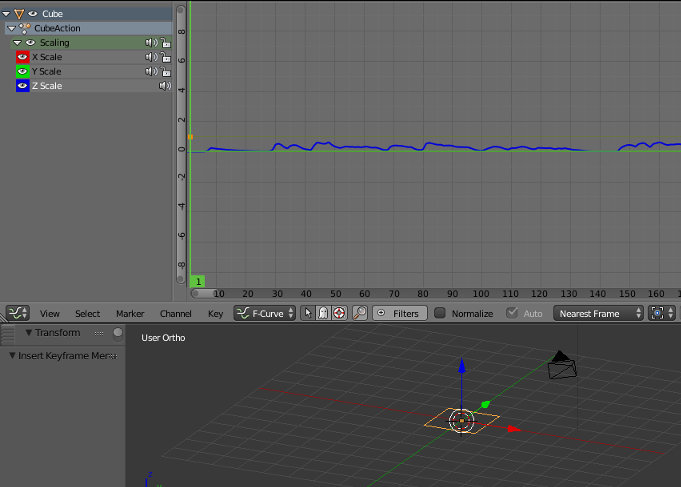 Cube
CubeAction
Scaling
X Scale
Y Scale
Z Scale
8
6
4
2
0
-2
-4
-6
-8
1
10 20 30 40 50 60 70 80 90 100 110 120 130 140 150 160
View Select Marker Channel Key F-Curve Filters Normalize Auto Nearest Frame
Transform
User Ortho
Insert Keyframe Mer
z